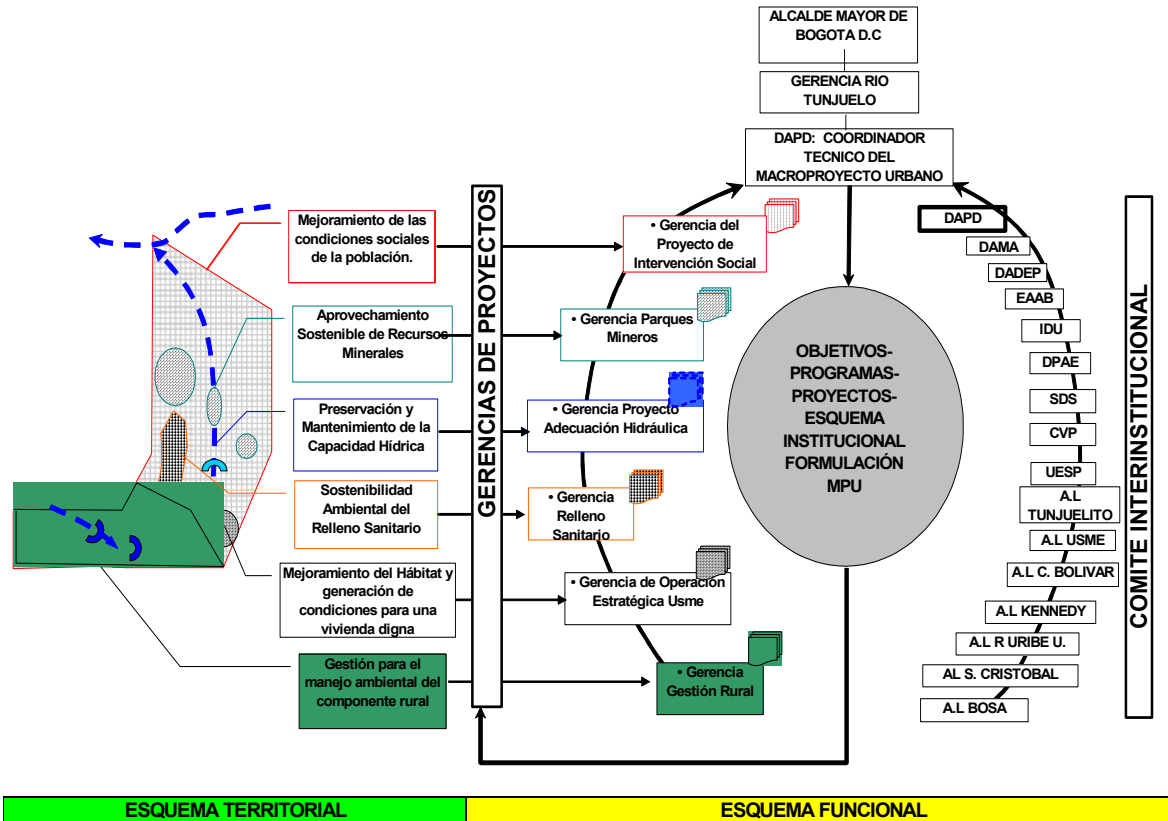 ALCALDE MAYOR DE
BOGOTA D.C
GERENCIA RIO
TUNJUELO
DAPD: COORDINADOR
TECNICO DEL
MACROPROYECTO URBANO
Mejoramiento de las
condiciones sociales
de la población.
Aprovechamiento
Sostenible de Recursos
Minerales
Preservación y
Mantenimiento de la
Capacidad Hídrica
Sostenibilidad
Ambiental del
Relleno Sanitario
Mejoramiento del Hábitat y
generación de
condiciones para una
vivienda digna
Gestión para el
manejo ambiental del
componente rural
GERENCIAS DE PROYECTOS
• Gerencia del
Proyecto de
Intervención Social
• Gerencia Parques
Mineros
• Gerencia Proyecto
Adecuación Hidráulica
• Gerencia
Relleno
Sanitario
• Gerencia de Operación
Estratégica Usme
• Gerencia
Gestión Rural
OBJETIVOS-
PROGRAMAS-
PROYECTOS-
ESQUEMA
INSTITUCIONAL
FORMULACIÓN
MPU
DAPD
DAMA
DADEP
EAAB
IDU
DPAE
SDS
CVP
UESP
A.L
TUNJUELITO
A.L USME
A.L C. BOLIVAR
A.L KENNEDY
A.L R URIBE U.
AL S. CRISTOBAL
A.L BOSA
COMITE INTERINSTITUCIONAL
ESQUEMA TERRITORIAL
ESQUEMA FUNCIONAL